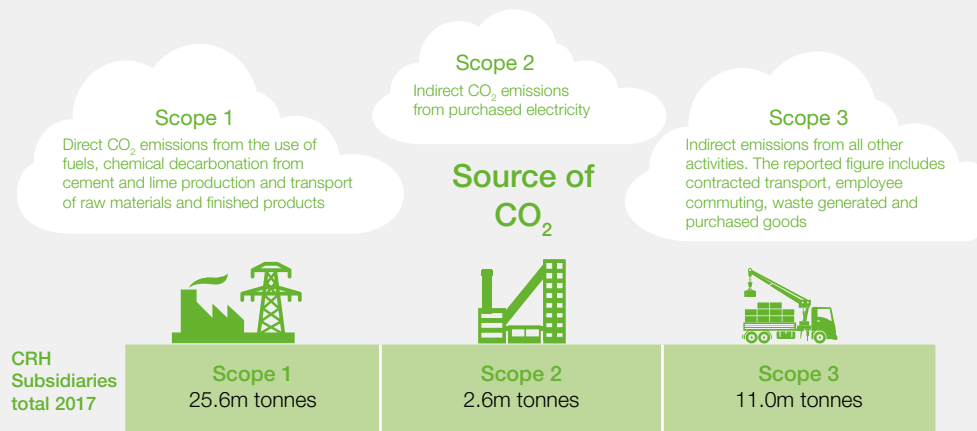 Scope 1
Direct CO₂ emissions from the use of
fuels, chemical decarbonation from
cement and lime production and transport
of raw materials and finished products
Scope 2
Indirect CO₂ emissions
from purchased electricity
Scope 3
Indirect emissions from all other
activities. The reported figure includes
contracted transport, employee
commuting, waste generated and
purchased goods
Source of
CO₂
CRH
Subsidiaries
total 2017
Scope 1
25.6m tonnes
Scope 2
2.6m tonnes
Scope 3
11.0m tonnes